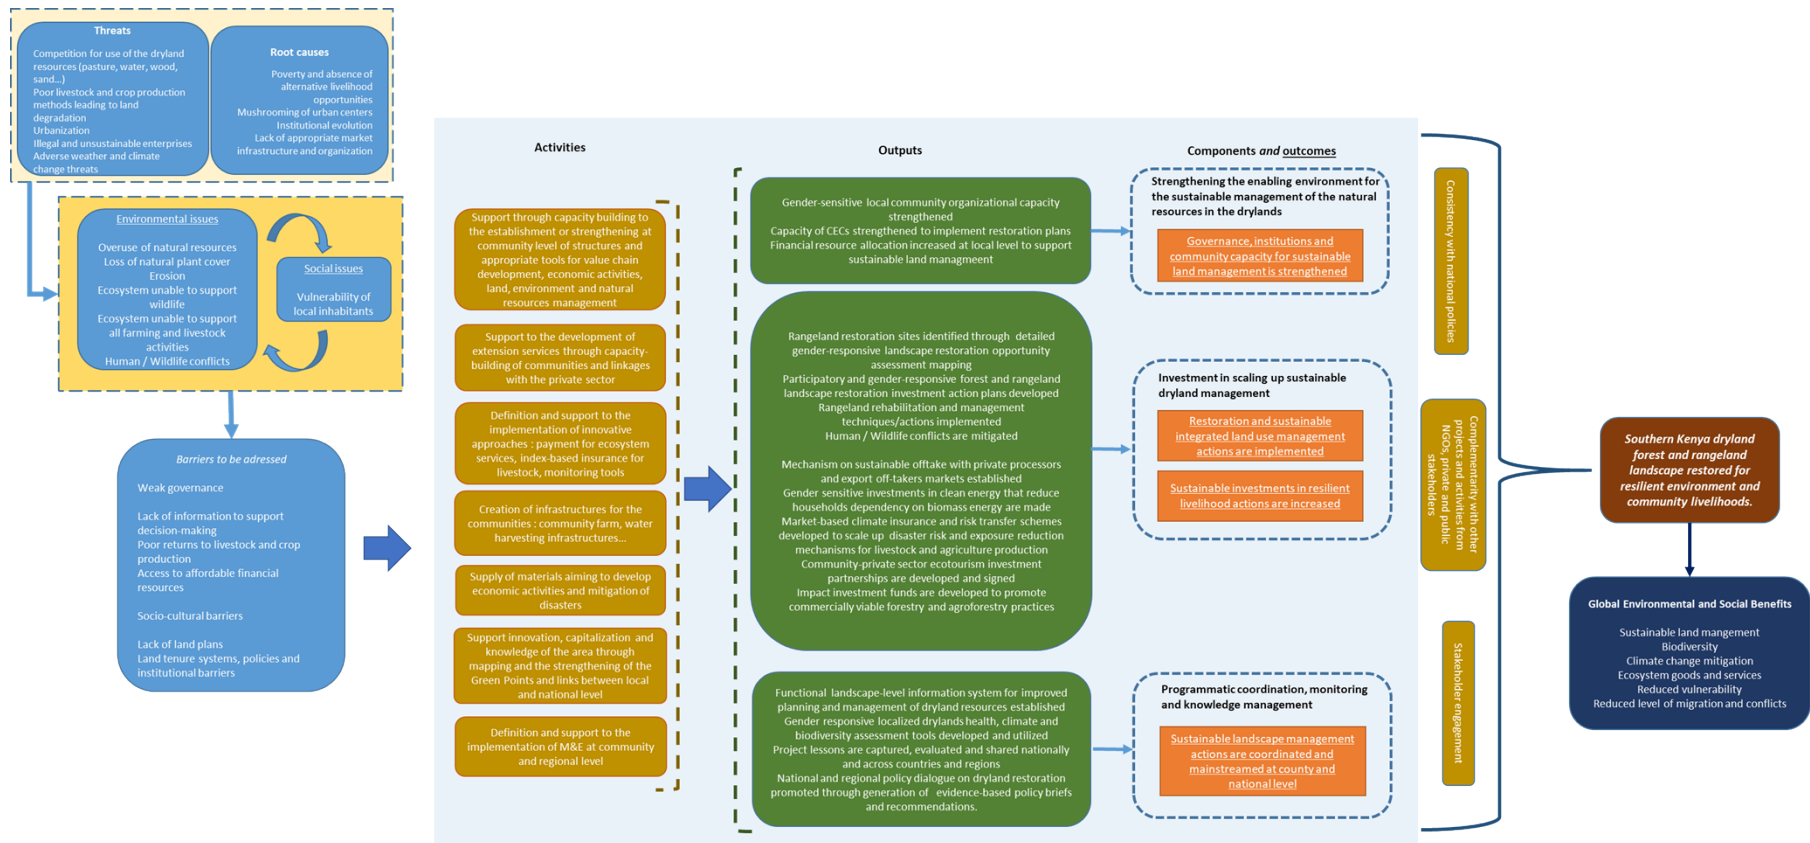 Threats
Competition for use of the dryland
resources (pasture, water, wood,
sand...)
Poor livestock and crop production
methods leading to land
degradation
Urbanization
Illegal and unsustainable enterprises
Adverse weather and climate
change threats
Root causes
Poverty and absence of
alternative livelihood
opportunities
Mushrooming of urban centers
Institutional evolution
Lack of appropriate market
infrastructure and organization
Environmental issues
Overuse of natural resources
Loss of natural plant cover
Erosion
Ecosystem unable to support
wildlife
Ecosystem unable to support
all farming and livestock
activities
Human / Wildlife conflicts
Social issues
Vulnerability of
local inhabitants
Barriers to be adressed
Weak governance
Lack of information to support
decision-making
Poor returns to livestock and crop
production
Access to affordable financial
resources
Socio-cultural barriers
Lack of land plans
Land tenure systems, policies and
institutional barriers
Activities
Support through capacity building to
the establishment or strengthening at
community level of structures and
appropriate tools for value chain
development, economic activities,
land, environment and natural
resources management
Support to the development of
extension services through capacity-
building of communities and linkages
with the private sector
Definition and support to the
implementation of innovative
approaches : payment for ecosystem
services, index-based insurance for
livestock, monitoring tools
Creation of infrastructures for the
communities : community farm, water
harvesting infrastructures...
Supply of materials aiming to develop
economic activities and mitigation of
disasters
Support innovation, capitalization and
knowledge of the area through
mapping and the strengthening of the
Green Points and links between local
and national level
Definition and support to the
implementation of M&E at community
and regional level
Outputs
Gender-sensitive local community organizational capacity
strengthened
Capacity of CECs strengthened to implement restoration plans
Financial resource allocation increased at local level to support
sustainable land managmeent
Rangeland restoration sites identified through detailed
gender-responsive landscape restoration opportunity
assessment mapping
Participatory and gender-responsive forest and rangeland
landscape restoration investment action plans developed
Rangeland rehabilitation and management
techniques/actions implemented
Human / Wildlife conflicts are mitigated
Mechanism on sustainable offtake with private processors
and export off-takers markets established
Gender sensitive investments in clean energy that reduce
households dependency on biomass energy are made
Market-based climate insurance and risk transfer schemes
developed to scale up disaster risk and exposure reduction
mechanisms for livestock and agriculture production
Community-private sector ecotourism investment
partnerships are developed and signed
Impact investment funds are developed to promote
commercially viable forestry and agroforestry practices
Functional landscape-level information system for improved
planning and management of dryland resources established
Gender responsive localized drylands health, climate and
biodiversity assessment tools developed and utilized
Project lessons are captured, evaluated and shared nationally
and across countries and regions
National and regional policy dialogue on dryland restoration
promoted through generation of evidence-based policy briefs
and recommendations.
Components and outcomes
Strengthening the enabling environment for
the sustainable management of the natural
resources in the drylands
Governance, institutions and
community capacity for sustainable
land management is strengthened
Investment in scaling up sustainable
dryland management
Restoration and sustainable
integrated land use management
actions are implemented
Sustainable investments in resilient
livelihood actions are increased
Programmatic coordination, monitoring
and knowledge management
Sustainable landscape management
actions are coordinated and
mainstreamed at county and
national level
Consistency with national policies
Complementarity with other
projects and activities from
NGOs, private and public
stakeholders
Stakeholder engagement
Southern Kenya dryland
forest and rangeland
landscape restored for
resilient environment and
community livelihoods.
Global Environmental and Social Benefits
Sustainable land mangement
Biodiversity
Climate change mitigation
Ecosystem goods and services
Reduced vulnerability
Reduced level of migration and conflicts